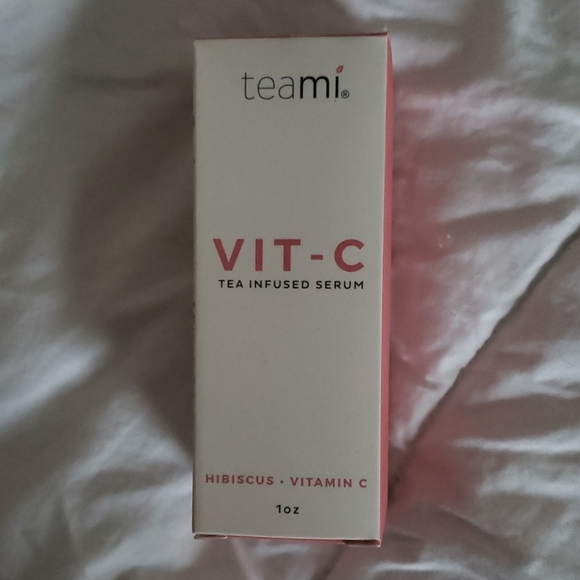 teami®
VIT-C
TEA INFUSED SERUM
HIBISCUS • VITAMIN C
1oz